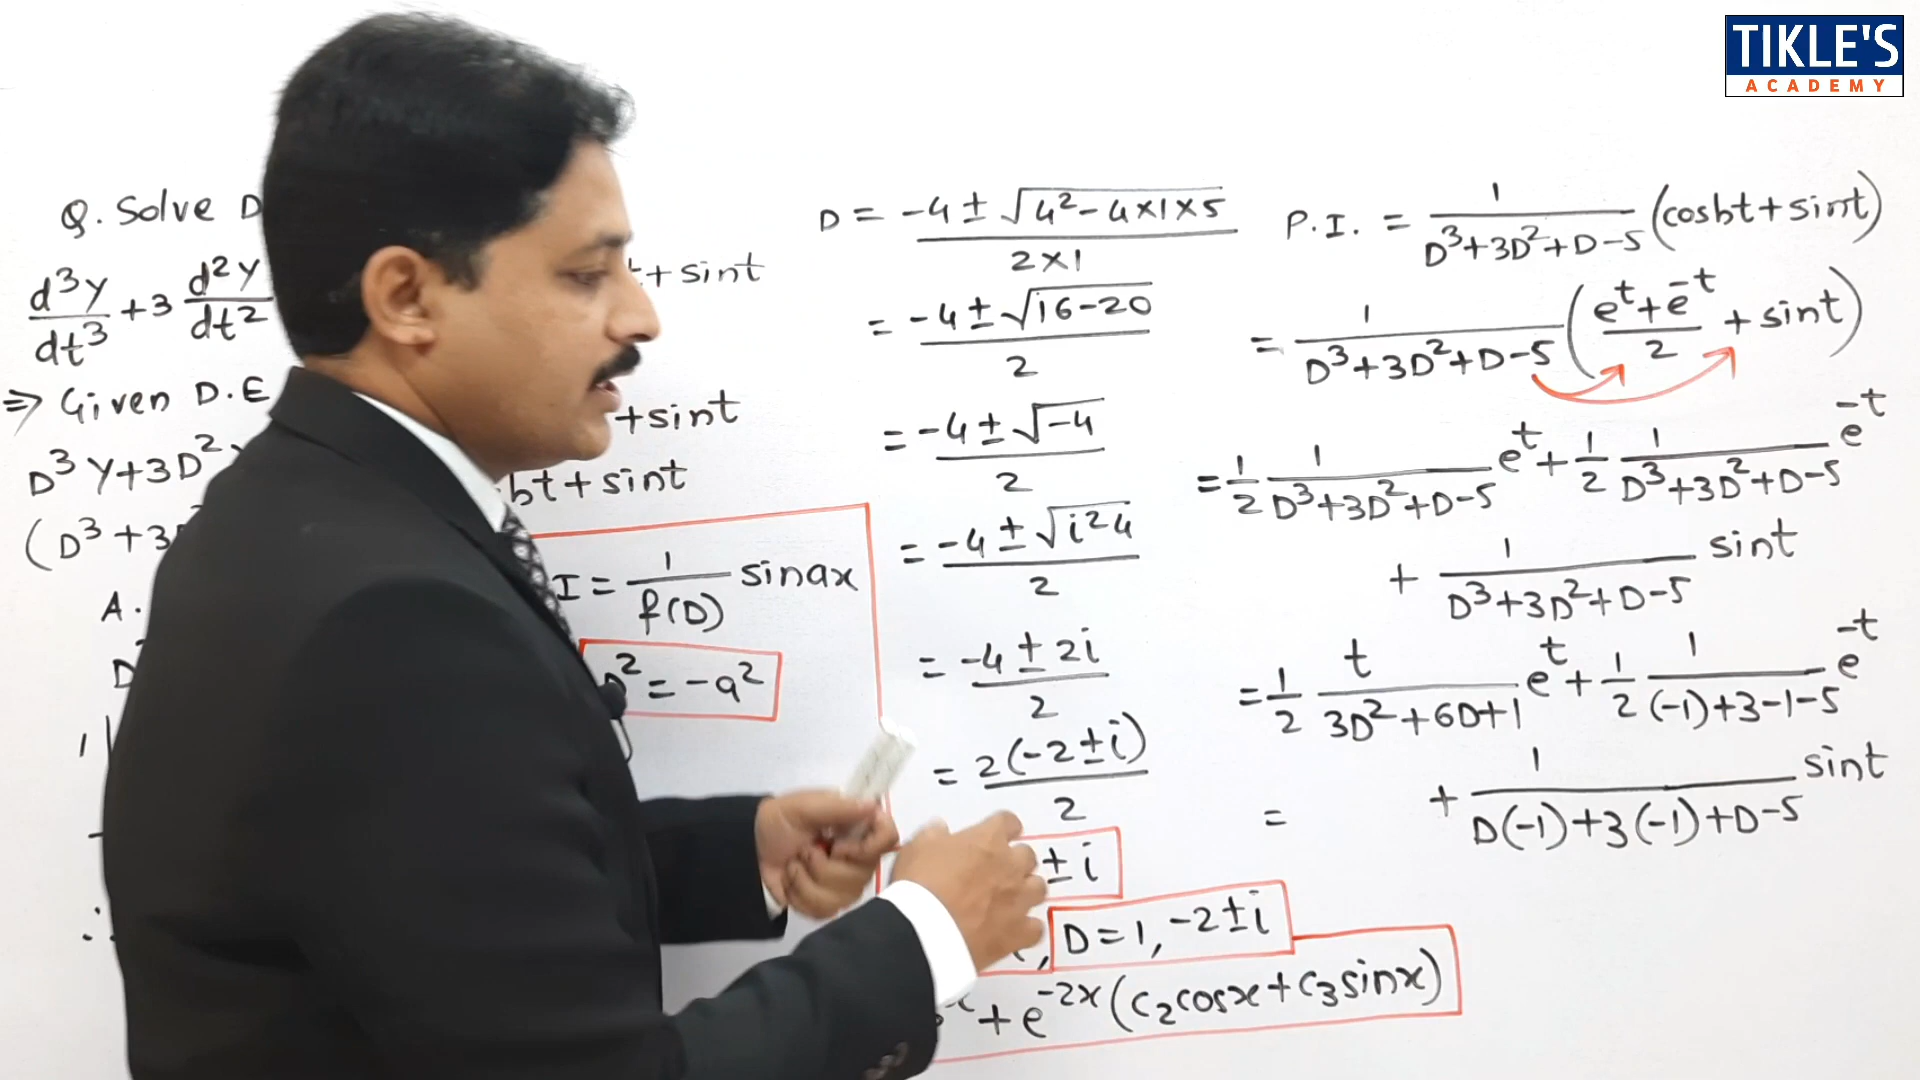 TIKLE'S
ACADEMY
Q. Solve D
d³y/dt³ + 3 d²y/dt² + sint
⇒ Given D.E + sint
D³y+3D² bt+sint
(D³+3
A.
D
I = 1/f(D) sinax
D² = -a²
1
∴
D = (-4 ± √(4²-4×1×5))/(2×1)
= (-4 ± √(16-20))/2
= (-4 ± √-4)/2
= (-4 ± √(i²4))/2
= (-4 ± 2i)/2
= 2(-2±i)/2
± i
, D=1, -2±i
+e^(-2x)(c₂cosx+c₃sinx)
P.I. = 1/(D³+3D²+D-5) (cosbt+sint)
= 1/(D³+3D²+D-5) ((e^t+e^-t)/2 + sint)
= 1/2 1/(D³+3D²+D-5) e^t + 1/2 1/(D³+3D²+D-5) e^-t
+ 1/(D³+3D²+D-5) sint
= 1/2 t/(3D²+6D+1) e^t + 1/2 1/((-1)+3-1-5) e^-t
+ 1/(D(-1)+3(-1)+D-5) sint
=